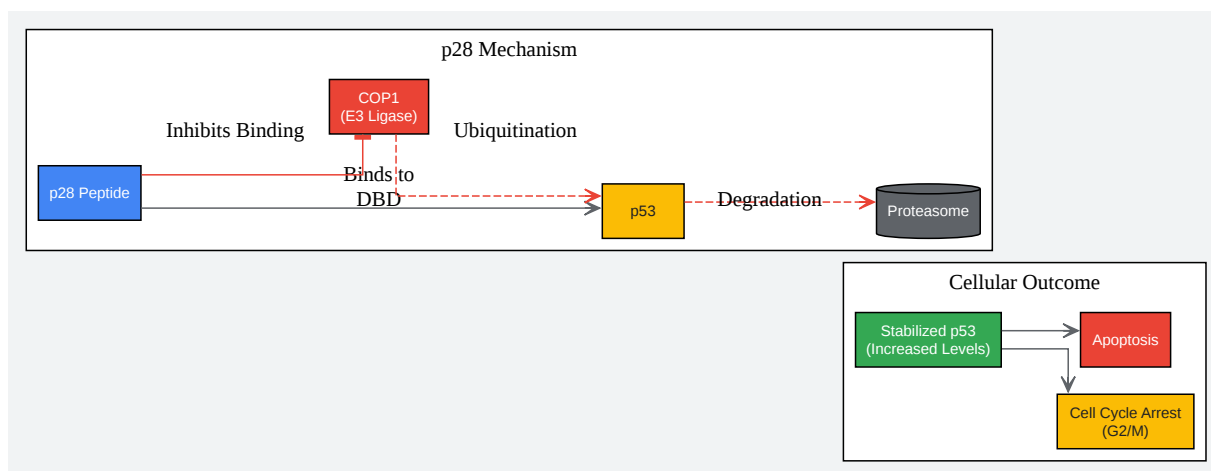 p28 Mechanism
COP1
(E3 Ligase)
Inhibits Binding
Ubiquitination
p28 Peptide
Binds to
DBD
p53
Degradation
Proteasome
Cellular Outcome
Stabilized p53
(Increased Levels)
Apoptosis
Cell Cycle Arrest
(G2/M)